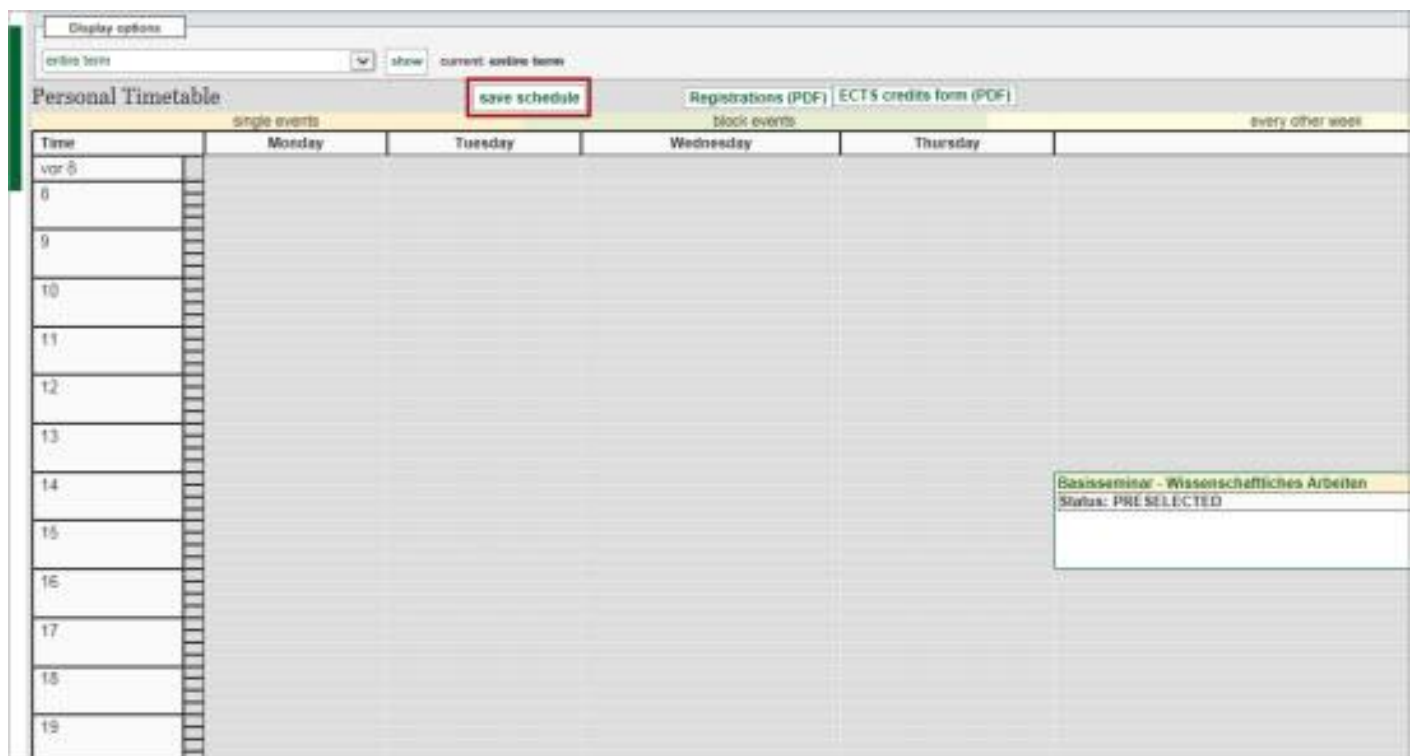 Display options
entire term show current: entire term
Personal Timetable save schedule Registrations (PDF) ECTS credits form (PDF)
single events block events every other week
Time Monday Tuesday Wednesday Thursday
vor 8
8
9
10
11
12
13
14 Basisseminar - Wissenschaftliches Arbeiten
Status: PRESELECTED
15
16
17
18
19